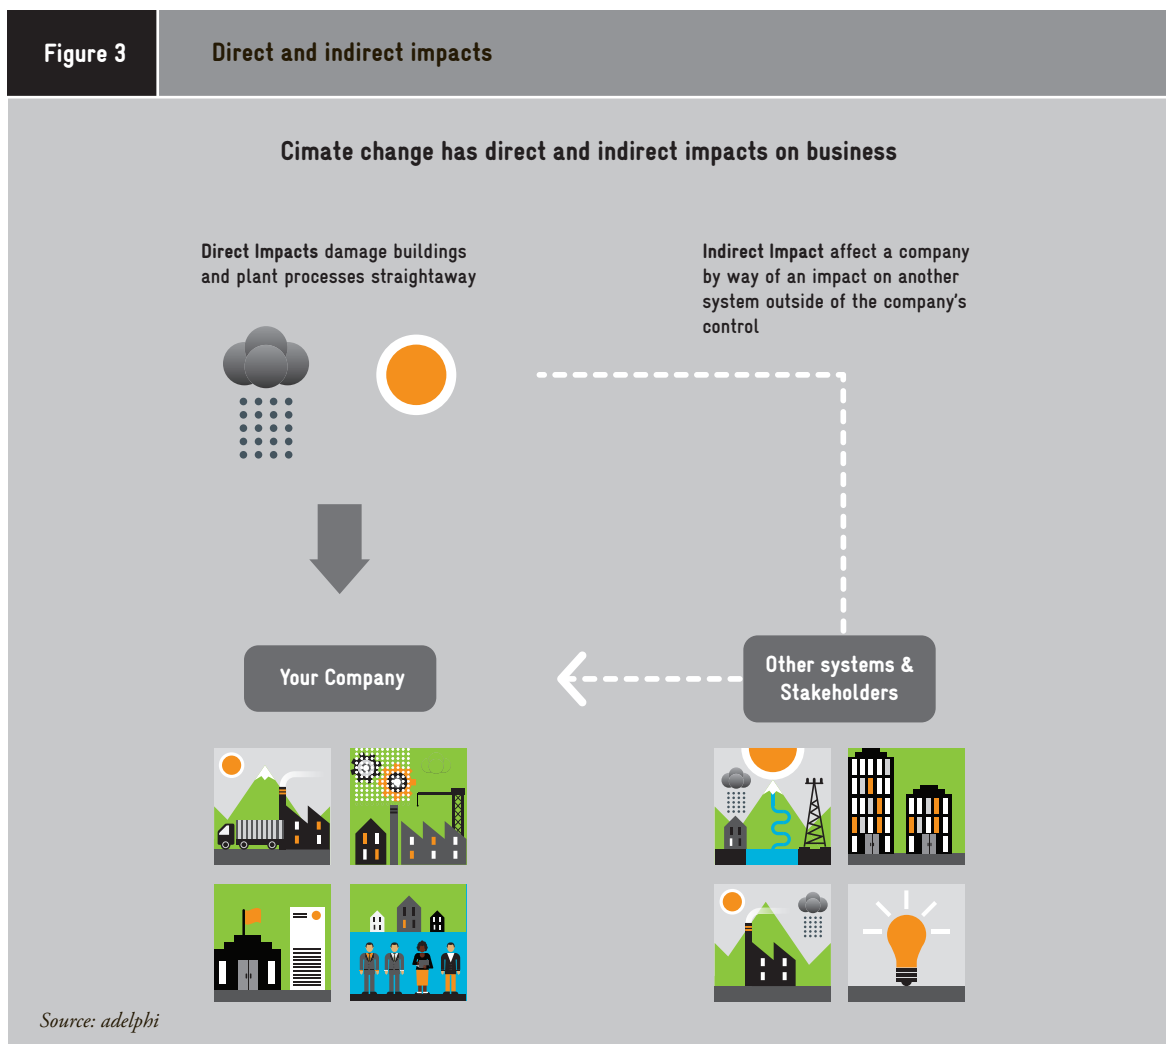 Figure 3
Direct and indirect impacts
Cimate change has direct and indirect impacts on business
Direct Impacts damage buildings
and plant processes straightaway
Indirect Impact affect a company
by way of an impact on another
system outside of the company's
control
Your Company
Other systems &
Stakeholders
Source: adelphi